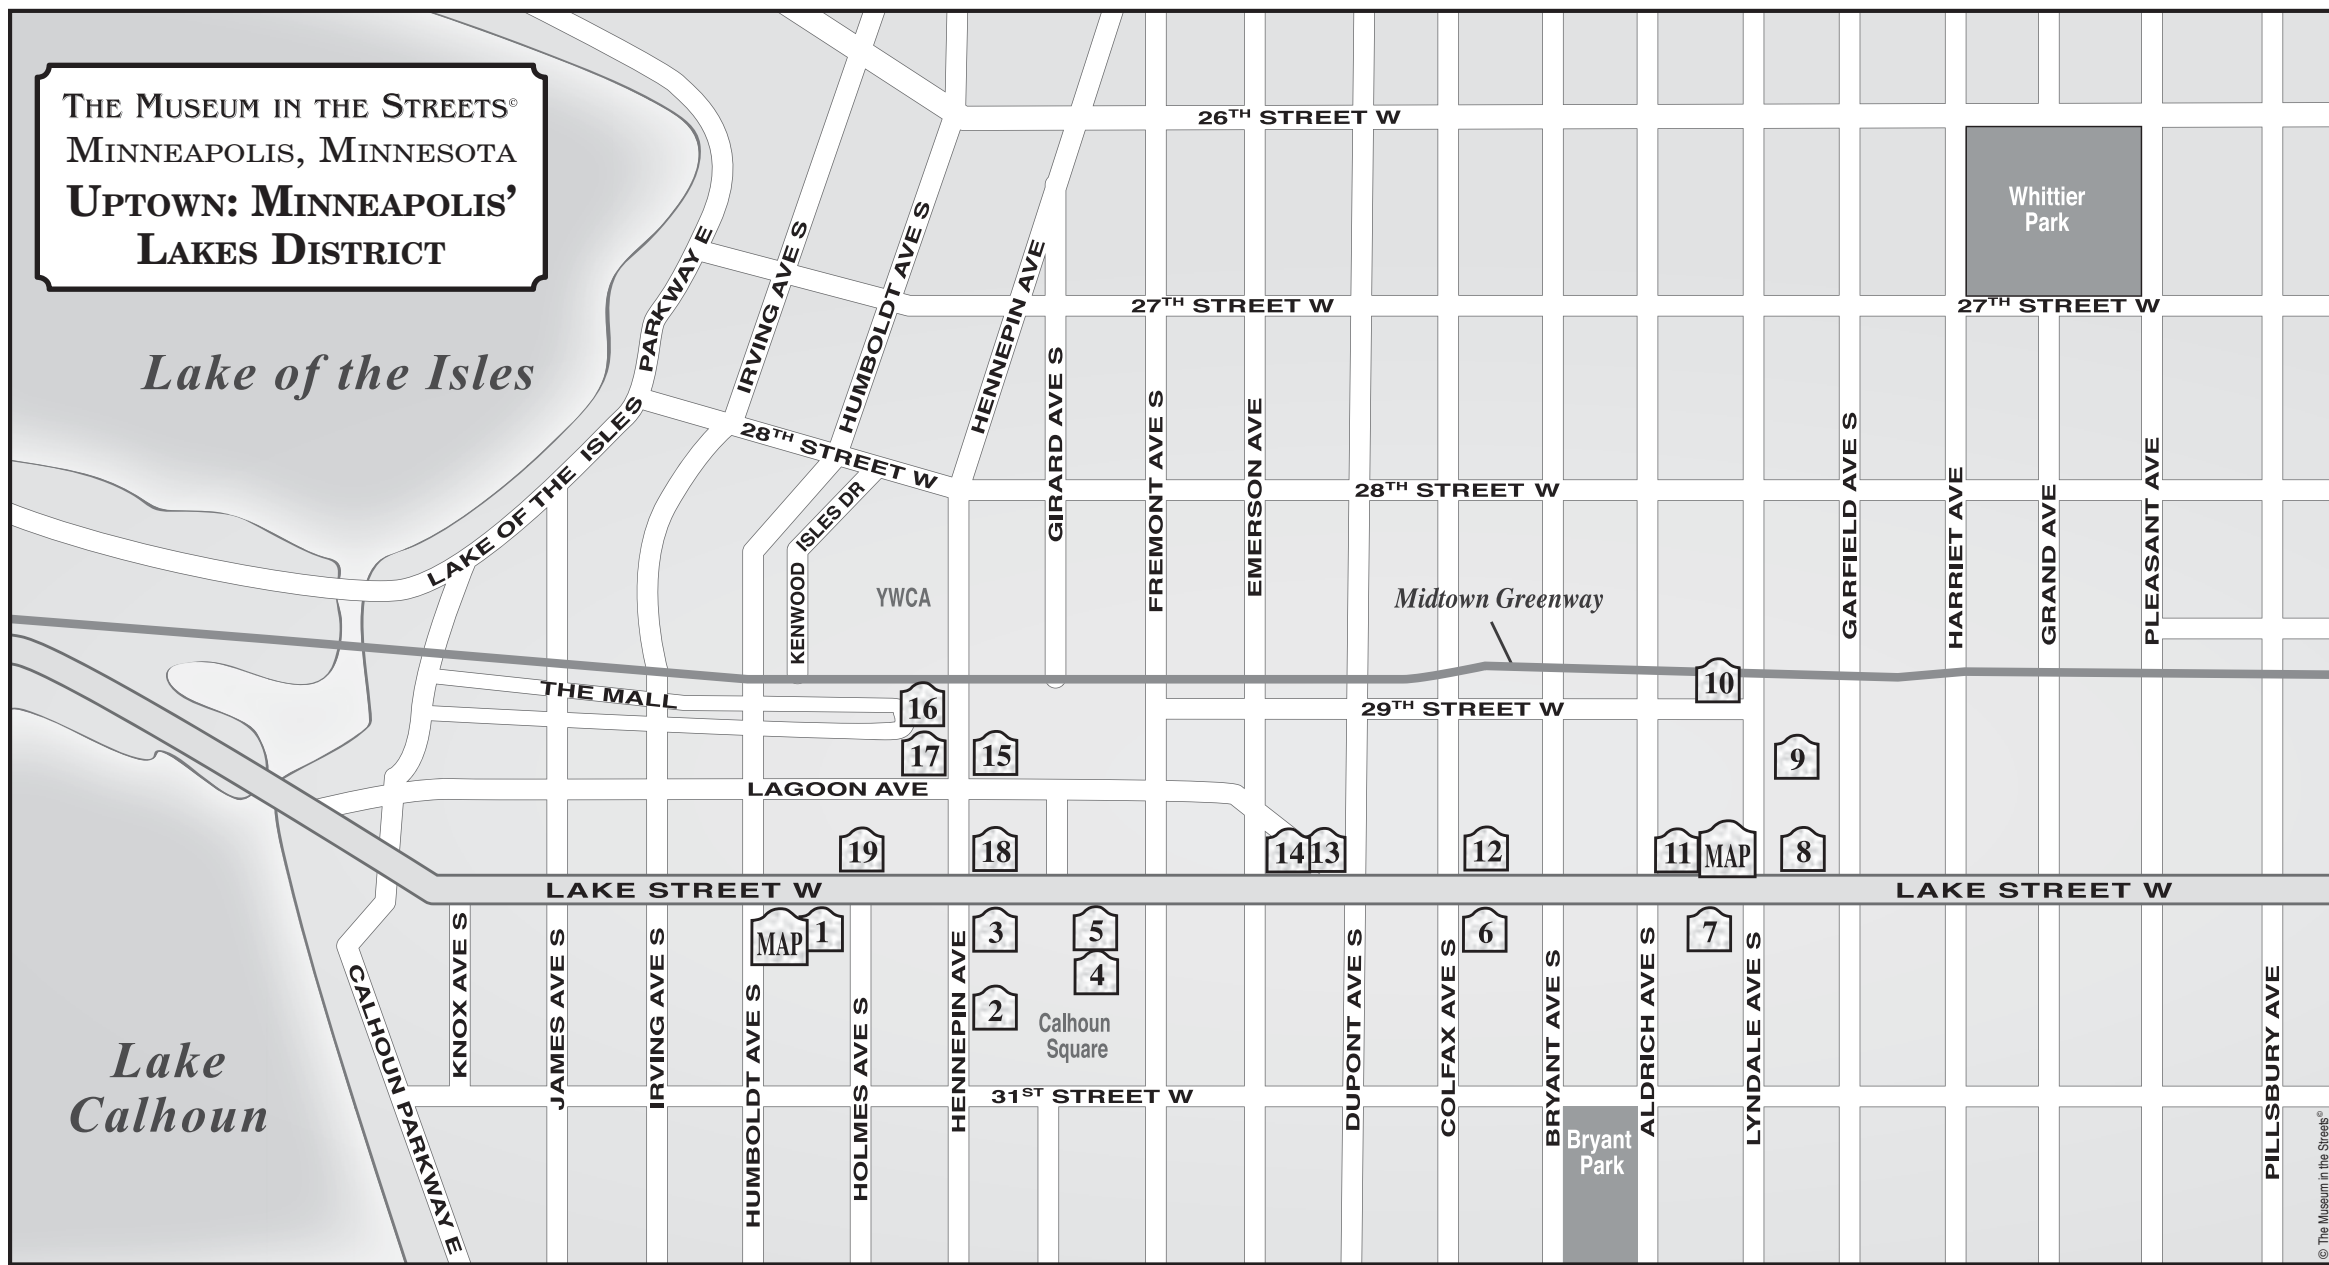 THE MUSEUM IN THE STREETS©
MINNEAPOLIS, MINNESOTA
UPTOWN: MINNEAPOLIS'
LAKES DISTRICT
26TH STREET W
Whittier
Park
27TH STREET W
27TH STREET W
Lake of the Isles
LAKE OF THE ISLES PARKWAY E
IRVING AVE S
HUMBOLDT AVE S
HENNEPIN AVE
GIRARD AVE S
FREMONT AVE S
EMERSON AVE
28TH STREET W
28TH STREET W
GARFIELD AVE S
HARRIET AVE
GRAND AVE
PLEASANT AVE
KENWOOD ISLES DR
YWCA
Midtown Greenway
THE MALL
16
10
29TH STREET W
17
15
9
LAGOON AVE
19
18
14
13
12
11
MAP
8
LAKE STREET W
LAKE STREET W
MAP
1
3
5
6
7
4
2
Calhoun
Square
Lake
Calhoun
CALHOUN PARKWAY E
KNOX AVE S
JAMES AVE S
IRVING AVE S
HUMBOLDT AVE S
HOLMES AVE S
HENNEPIN AVE
31ST STREET W
DUPONT AVE S
COLFAX AVE S
BRYANT AVE S
ALDRICH AVE S
LYNDALE AVE S
PILLSBURY AVE
Bryant
Park
© The Museum in the Streets©